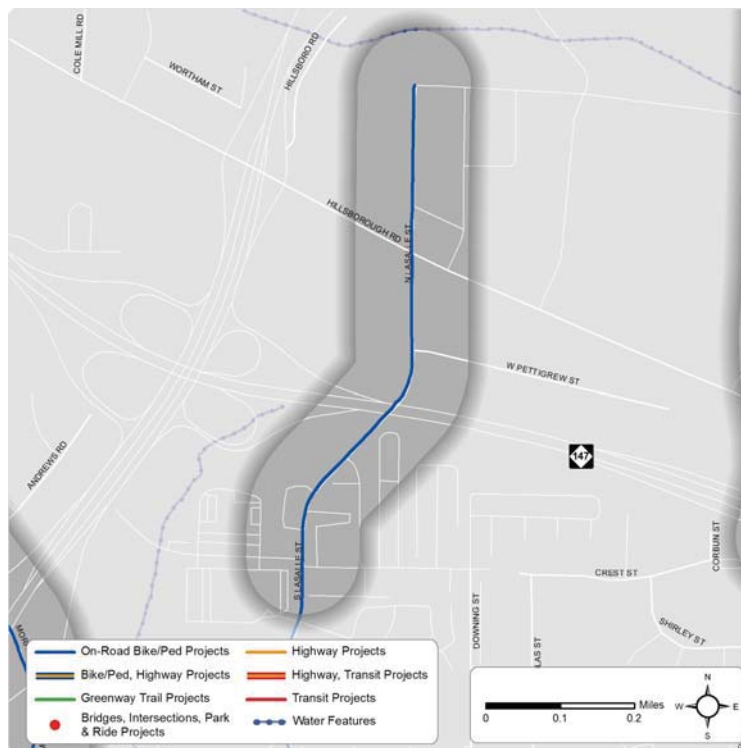 COLE MILL RD
WORTHAM ST
HILLSBORO RD
HILLSBOROUGH RD
N LASALLE ST
W PETTIGREW ST
147
ANDREWS RD
S LASALLE ST
CORBUN ST
CREST ST
SHIRLEY ST
DOWNING ST
LAS ST
On-Road Bike/Ped Projects
Bike/Ped, Highway Projects
Greenway Trail Projects
Bridges, Intersections, Park
& Ride Projects
Highway Projects
Highway, Transit Projects
Transit Projects
Water Features
Miles
0 0.1 0.2
N
W E
S